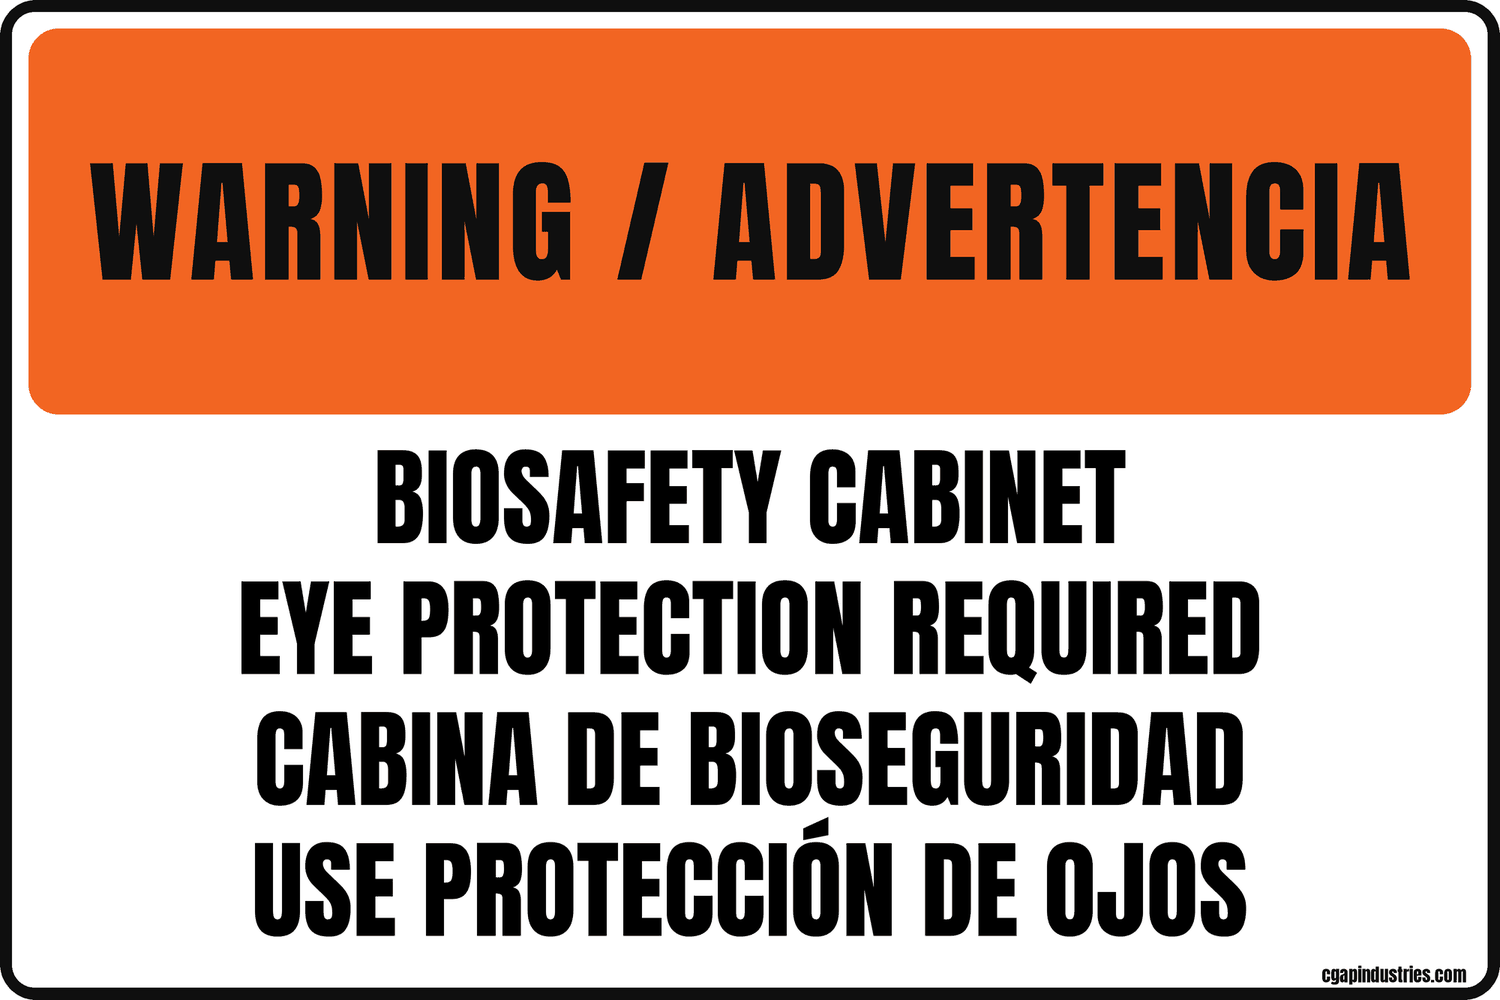 WARNING / ADVERTENCIA
BIOSAFETY CABINET
EYE PROTECTION REQUIRED
CABINA DE BIOSEGURIDAD
USE PROTECCIÓN DE OJOS
cgapindustries.com